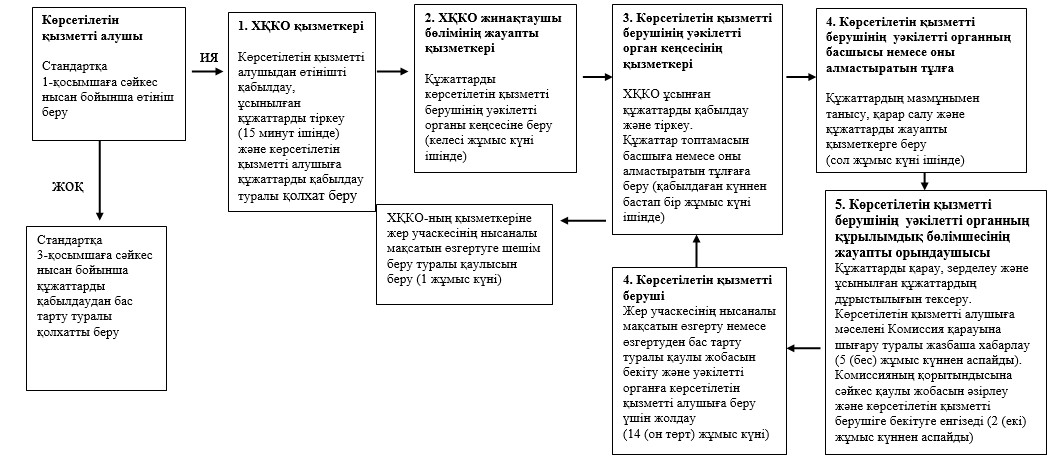 Көрсетілетін
қызметті алушы
Стандартқа
1-қосымшаға сәйкес
нысан бойынша өтініш
беру
ИЯ
ЖОҚ
Стандартқа
3-қосымшаға сәйкес
нысан бойынша
құжаттарды
қабылдаудан бас
тарту туралы
қолхатты беру
1. ХҚКО қызметкері
Көрсетілетін қызметті
алушыдан өтінішті
қабылдау,
ұсынылған
құжаттарды тіркеу
(15 минут ішінде)
және көрсетілетін
қызметті алушыға
құжаттарды қабылдау
туралы қолхат беру
2. ХҚКО жинақтаушы
бөлімінің жауапты
қызметкері
Құжаттарды
көрсетілетін қызметті
берушінің уәкілетті
органы кеңсесіне беру
(келесі жұмыс күні
ішінде)
3. Көрсетілетін қызметті
берушінің уәкілетті
орган кеңсесінің
қызметкері
ХҚКО ұсынған
құжаттарды қабылдау
және тіркеу.
Құжаттар топтамасын
басшыға немесе оны
алмастыратын тұлғаға
беру (қабылдаған күннен
бастап бір жұмыс күні
ішінде)
4. Көрсетілетін қызметті
берушінің уәкілетті органның
басшысы немесе оны
алмастыратын тұлға
Құжаттардың мазмұнымен
танысу, қарар салу және
құжаттарды жауапты
қызметкерге беру
(сол жұмыс күні ішінде)
5. Көрсетілетін қызметті
берушінің уәкілетті органның
құрылымдық бөлімшесінің
жауапты орындаушысы
Құжаттарды қарау, зерделеу және
ұсынылған құжаттардың
дұрыстылығын тексеру.
Көрсетілетін қызметті алушыға
мәселені Комиссия қарауына
шығару туралы жазбаша хабарлау
(5 (бес) жұмыс күннен аспайды).
Комиссияның қорытындысына
сәйкес қаулы жобасын әзірлеу
және көрсетілетін қызметті
берушіге бекітуге енгізеді (2 (екі)
жұмыс күннен аспайды)
4. Көрсетілетін қызметті
беруші
Жер учаскесінің нысаналы
мақсатын өзгерту немесе
өзгертуден бас тарту
туралы қаулы жобасын
бекіту және уәкілетті
органға көрсетілетін
қызметті алушыға беру
үшін жолдау
(14 (он төрт) жұмыс күні)
ХҚКО-ның қызметкеріне
жер учаскесінің нысаналы
мақсатын өзгертуге шешім
беру туралы қаулысын
беру (1 жұмыс күні)